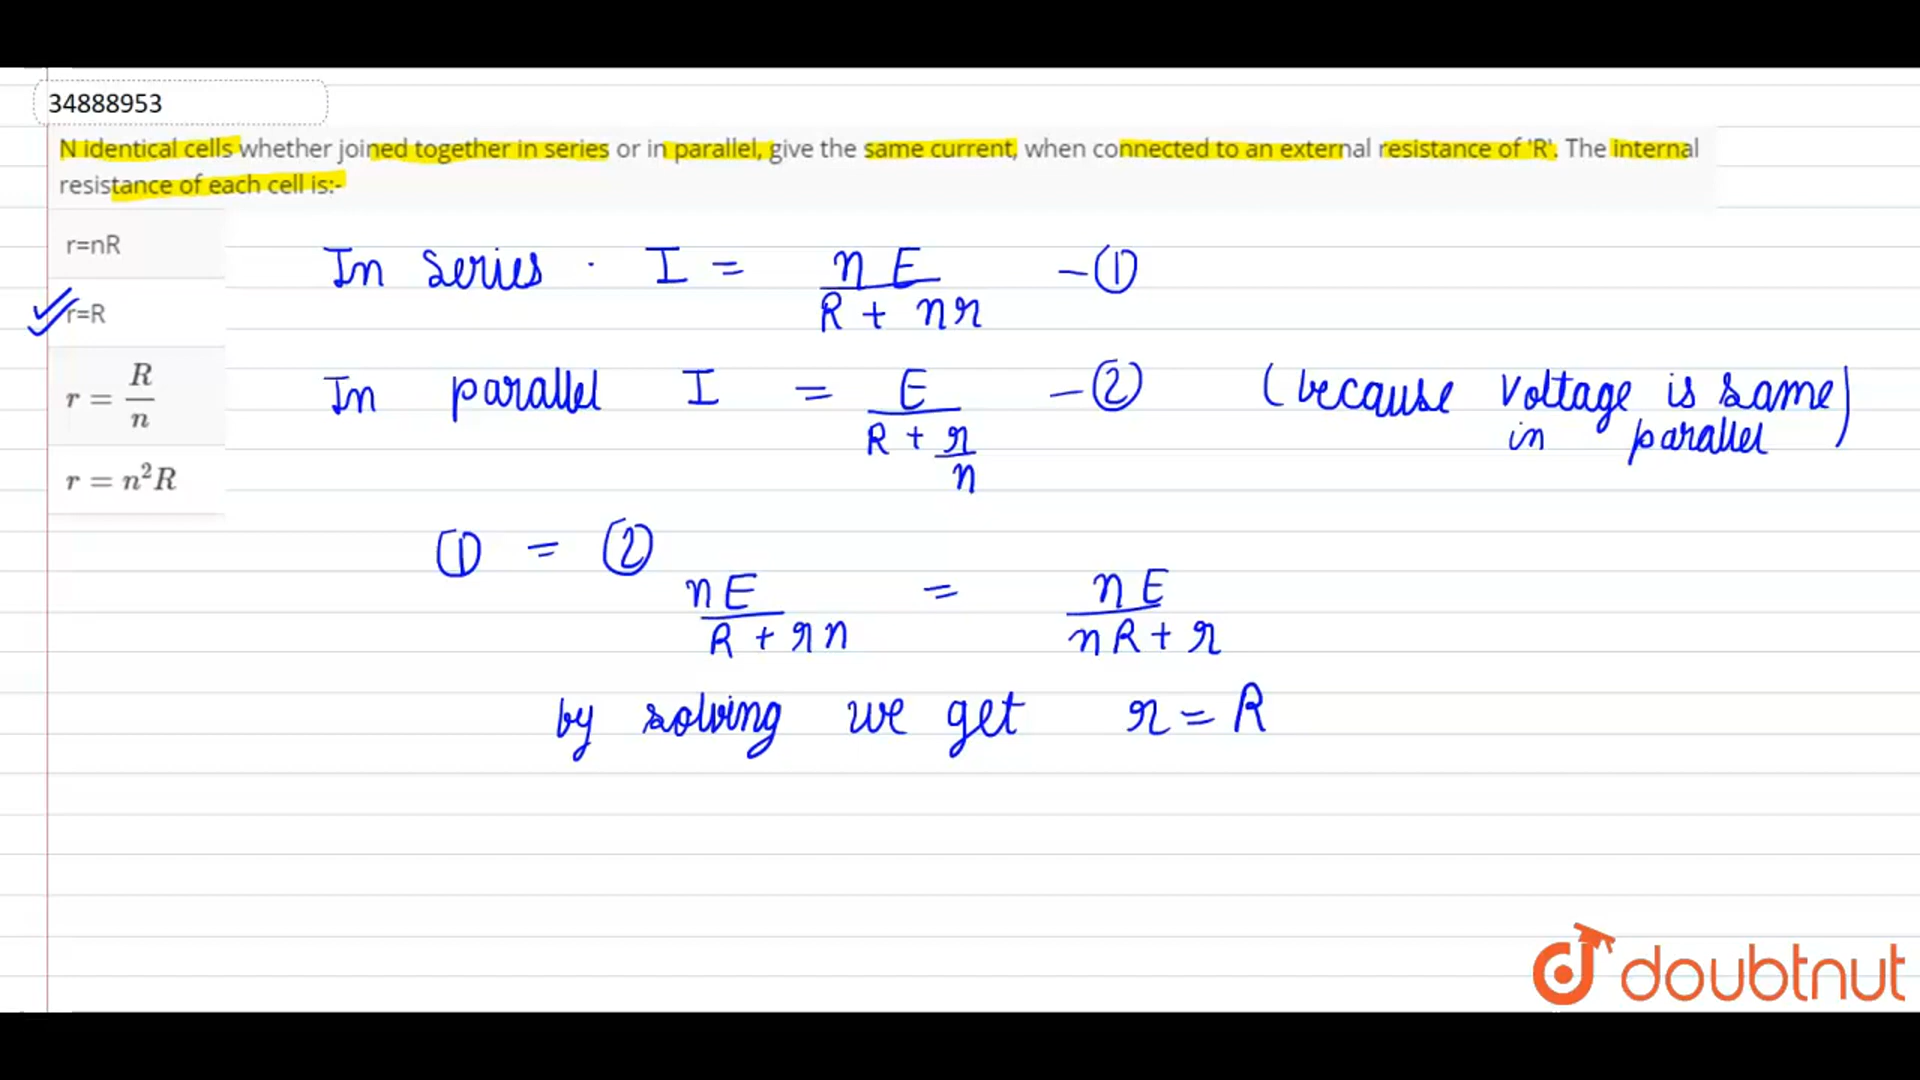 34888953
N identical cells whether joined together in series or in parallel, give the same current, when connected to an external resistance of 'R'. The internal
resistance of each cell is:-
r=nR
r=R
r = R/n
r = n²R
In series . I = nE/(R + nr) -①
In parallel I = E/(R + r/n) -② (because voltage is same in parallel)
① = ②
nE/(R + rn) = nE/(nR + r)
by solving we get r = R
doubtnut